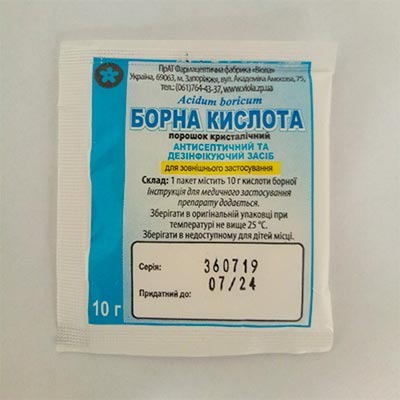 ПрАТ Фармацевтична фабрика "Віола"
Україна, 69063, м. Запоріжжя, вул. Академіка Амосова, 75,
тел.: (061)764-43-37, www.viola.zp.ua
Acidum boricum
БОРНА КИСЛОТА
порошок кристалічний
АНТИСЕПТИЧНИЙ ТА
ДЕЗІНФІКУЮЧИЙ ЗАСІБ
для зовнішнього застосування
Склад: 1 пакет містить 10 г кислоти борної
Інструкція для медичного застосування
препарату додається.
Зберігати в оригінальній упаковці при
температурі не вище 25 °С.
Зберігати в недоступному для дітей місці.
Серія: 360719
07/24
Придатний до:
10 г